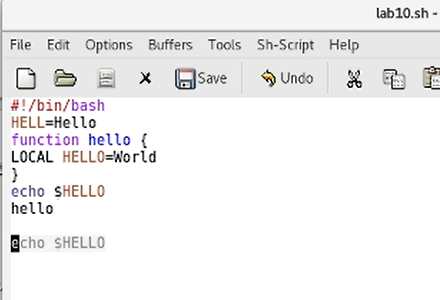 lab10.sh -
File Edit Options Buffers Tools Sh-Script Help
Save Undo
#!/bin/bash
HELL=Hello
function hello {
LOCAL HELLO=World
}
echo $HELLO
hello
echo $HELLO